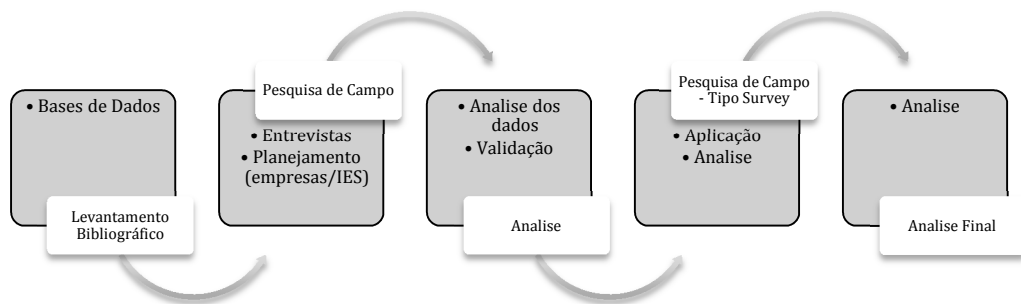 • Bases de Dados
Levantamento
Bibliográfico
Pesquisa de Campo
• Entrevistas
• Planejamento
(empresas/IES)
• Analise dos
dados
• Validação
Analise
Pesquisa de Campo
- Tipo Survey
• Aplicação
• Analise
• Analise
Analise Final